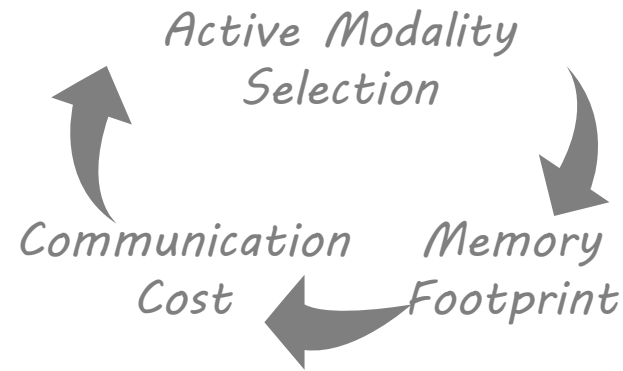 Active Modality
Selection
Communication
Cost
Memory
Footprint